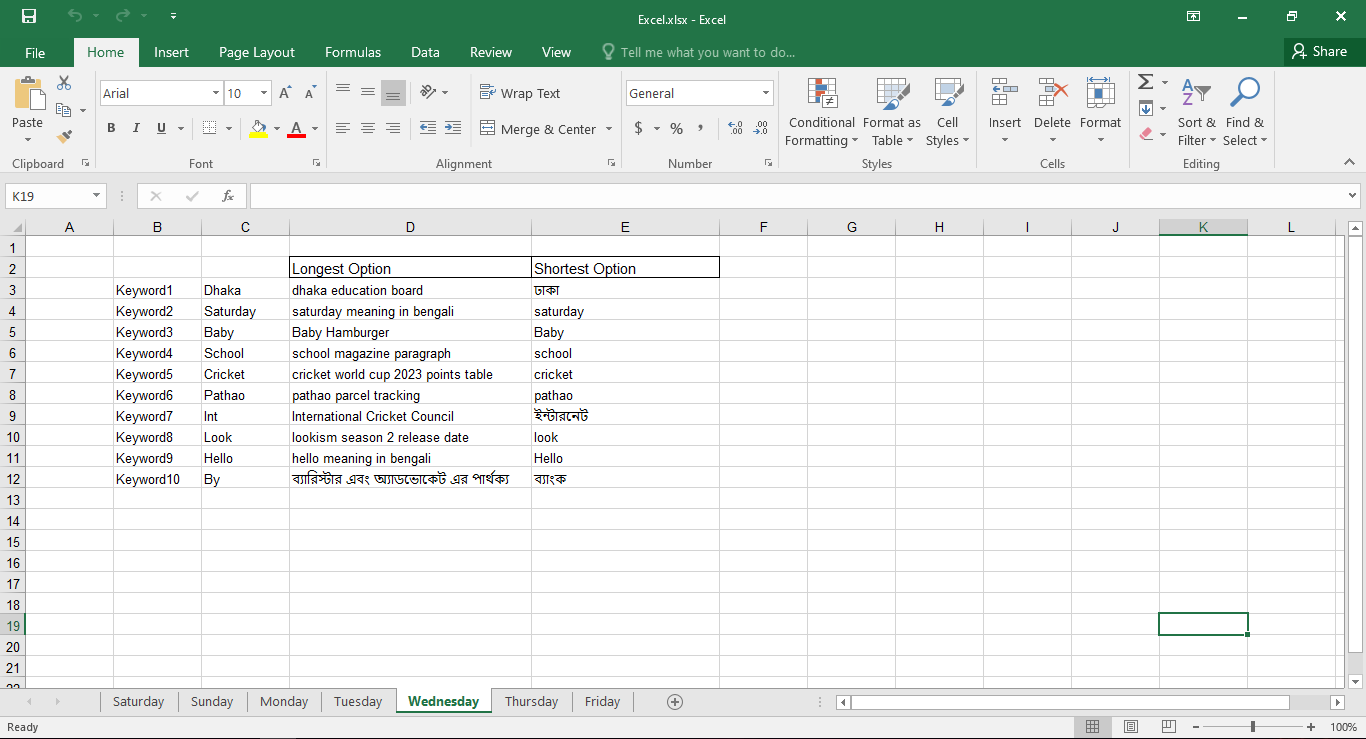 Excel.xlsx - Excel
File Home Insert Page Layout Formulas Data Review View Tell me what you want to do... Share
Arial 10 A A Wrap Text General
Paste B I U A Merge & Center $ % , Conditional Formatting Format as Table Cell Styles Insert Delete Format Sort & Filter Find & Select
Clipboard Font Alignment Number Styles Cells Editing
K19 fx
A B C D E F G H I J K L
1
2 Longest Option Shortest Option
3 Keyword1 Dhaka dhaka education board ঢাকা
4 Keyword2 Saturday saturday meaning in bengali saturday
5 Keyword3 Baby Baby Hamburger Baby
6 Keyword4 School school magazine paragraph school
7 Keyword5 Cricket cricket world cup 2023 points table cricket
8 Keyword6 Pathao pathao parcel tracking pathao
9 Keyword7 Int International Cricket Council ইন্টারনেট
10 Keyword8 Look lookism season 2 release date look
11 Keyword9 Hello hello meaning in bengali Hello
12 Keyword10 By ব্যারিস্টার এবং অ্যাডভোকেট এর পার্থক্য ব্যাংক
13
14
15
16
17
18
19
20
21
22
Saturday Sunday Monday Tuesday Wednesday Thursday Friday
Ready 100%